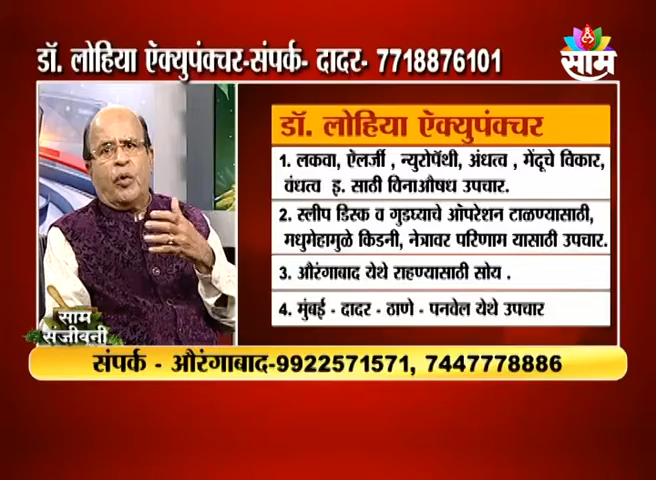 डॉ. लोहिया ऍक्युपंक्चर-संपर्क- दादर- 7718876101
साम
डॉ. लोहिया ऍक्युपंक्चर
1. लकवा, ऐलर्जी , न्युरोपॅथी, अंधत्व , मेंदूचे विकार,
वंधत्व इ. साठी विनाऔषध उपचार.
2. स्लीप डिस्क व गुडघ्याचे ऑपरेशन टाळण्यासाठी,
मधुमेहामुळे किडनी, नेत्रावर परिणाम यासाठी उपचार.
3. औरंगाबाद येथे राहण्यासाठी सोय .
4. मुंबई - दादर - ठाणे - पनवेल येथे उपचार
साम
संजीवनी
संपर्क - औरंगाबाद-9922571571, 7447778886